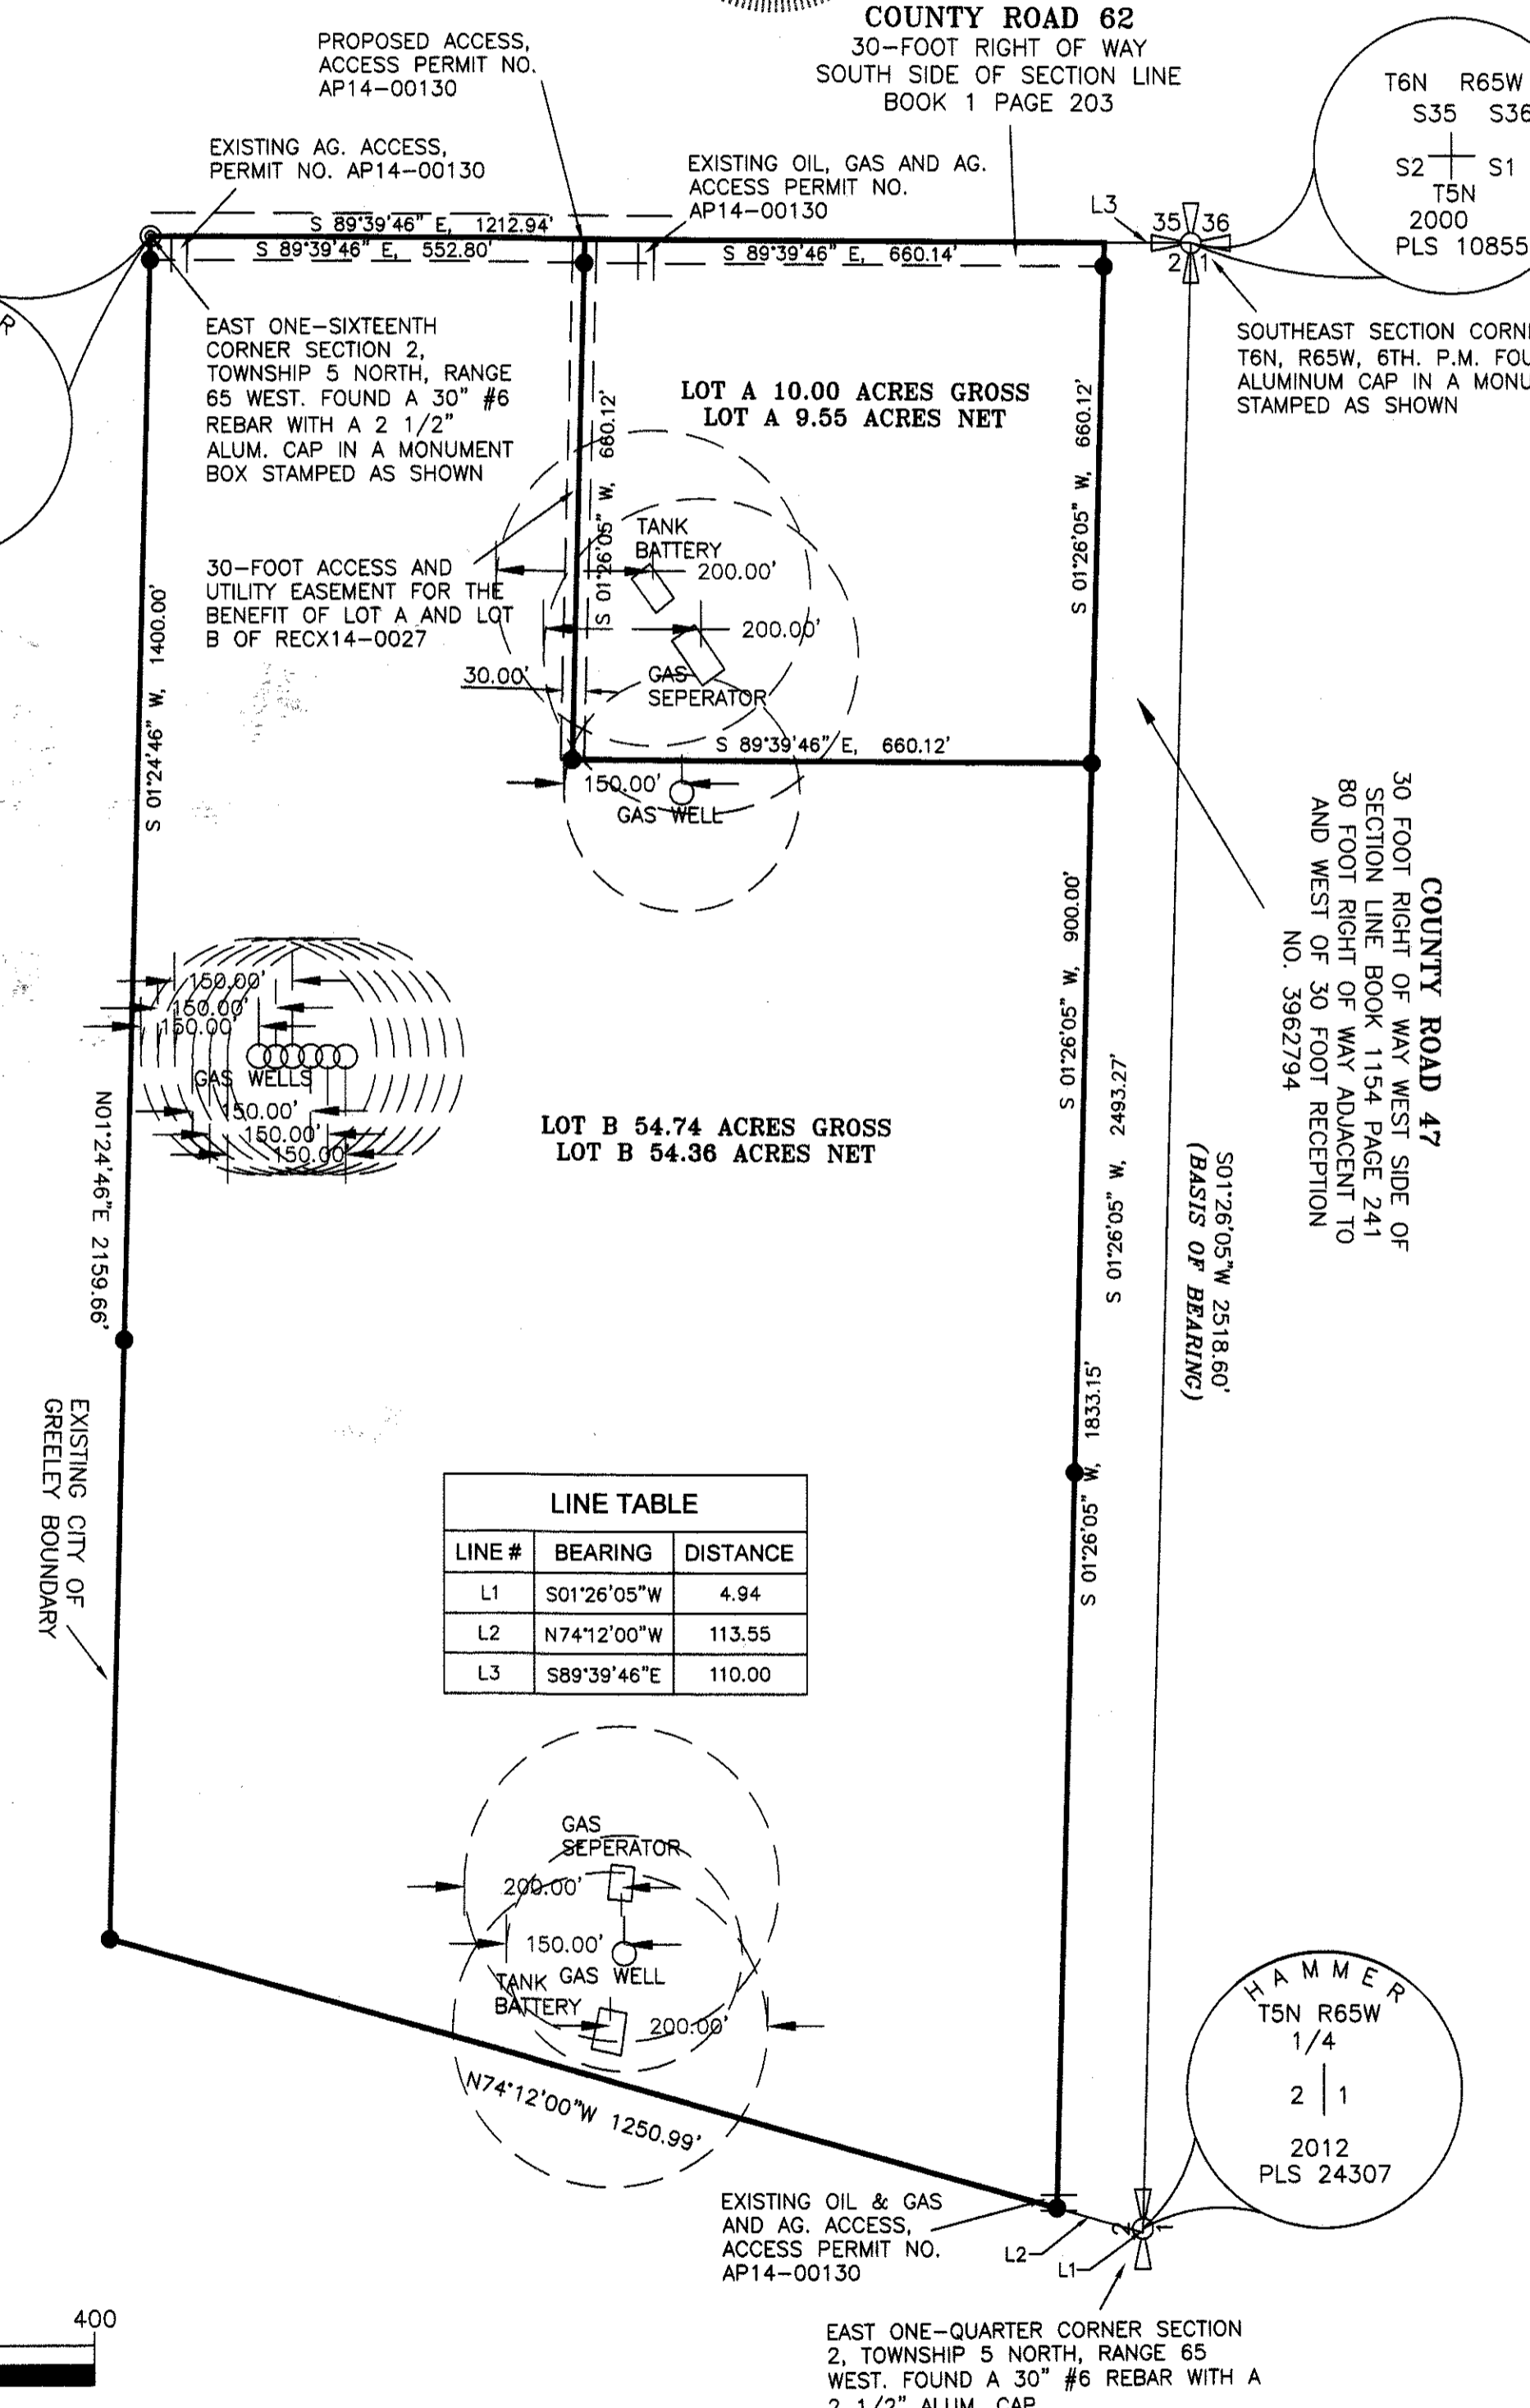 COUNTY ROAD 62
30-FOOT RIGHT OF WAY
SOUTH SIDE OF SECTION LINE
BOOK 1 PAGE 203
PROPOSED ACCESS,
ACCESS PERMIT NO.
AP14-00130
EXISTING AG. ACCESS,
PERMIT NO. AP14-00130
EXISTING OIL, GAS AND AG.
ACCESS PERMIT NO.
AP14-00130
T6N R65W
S35 S36
S2 S1
T5N
2000
PLS 10855
L3
35 36
2 1
S 89°39'46" E, 1212.94'
S 89°39'46" E, 552.80'
S 89°39'46" E, 660.14'
R
EAST ONE-SIXTEENTH
CORNER SECTION 2,
TOWNSHIP 5 NORTH, RANGE
65 WEST. FOUND A 30" #6
REBAR WITH A 2 1/2"
ALUM. CAP IN A MONUMENT
BOX STAMPED AS SHOWN
SOUTHEAST SECTION CORN
T6N, R65W, 6TH. P.M. FOU
ALUMINUM CAP IN A MONU
STAMPED AS SHOWN
LOT A 10.00 ACRES GROSS
LOT A 9.55 ACRES NET
S 01°26'05" W, 660.12'
S 01°26'05" W, 660.12'
30-FOOT ACCESS AND
UTILITY EASEMENT FOR THE
BENEFIT OF LOT A AND LOT
B OF RECX14-0027
TANK
BATTERY
200.00'
200.00'
30.00'
GAS
SEPERATOR
S 89°39'46" E, 660.12'
150.00'
GAS WELL
S 01°24'46" W, 1400.00'
COUNTY ROAD 47
30 FOOT RIGHT OF WAY WEST SIDE OF
SECTION LINE BOOK 1154 PAGE 241
80 FOOT RIGHT OF WAY ADJACENT TO
AND WEST OF 30 FOOT RECEPTION
NO. 3962794
S 01°26'05" W, 900.00'
150.00'
150.00'
150.00'
GAS WELLS
150.00'
150.00'
150.00'
LOT B 54.74 ACRES GROSS
LOT B 54.36 ACRES NET
N01°24'46"E 2159.66'
S 01°26'05" W, 2493.27'
S01°26'05"W 2518.60'
(BASIS OF BEARING)
S 01°26'05" W, 1833.15'
EXISTING CITY OF
GREELEY BOUNDARY
LINE TABLE
LINE # BEARING DISTANCE
L1 S01°26'05"W 4.94
L2 N74°12'00"W 113.55
L3 S89°39'46"E 110.00
GAS
SEPERATOR
200.00'
150.00'
GAS WELL
TANK
BATTERY
200.00'
N74°12'00"W 1250.99'
HAMMER
T5N R65W
1/4
2 1
2012
PLS 24307
EXISTING OIL & GAS
AND AG. ACCESS,
ACCESS PERMIT NO.
AP14-00130
L2
L1
2 1
400
EAST ONE-QUARTER CORNER SECTION
2, TOWNSHIP 5 NORTH, RANGE 65
WEST. FOUND A 30" #6 REBAR WITH A
2 1/2" ALUM. CAP